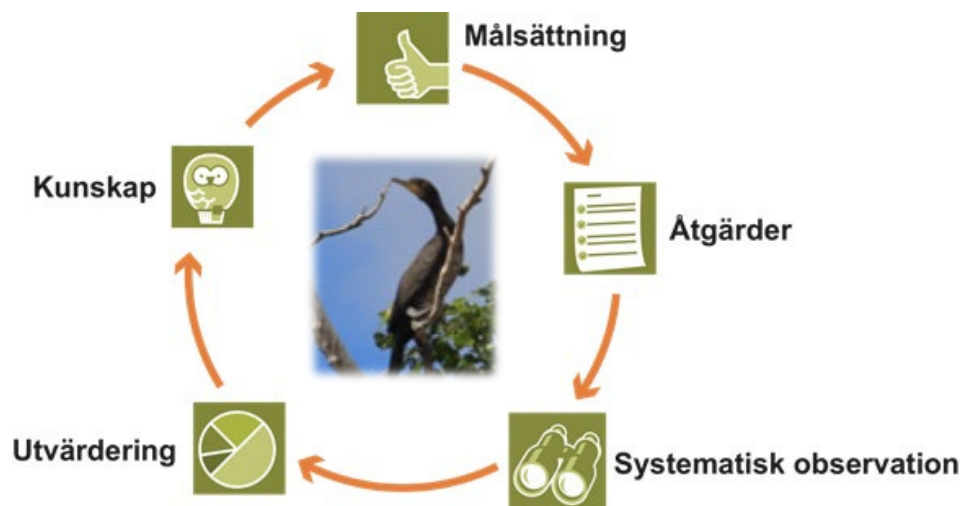 Målsättning
Åtgärder
Systematisk observation
Utvärdering
Kunskap